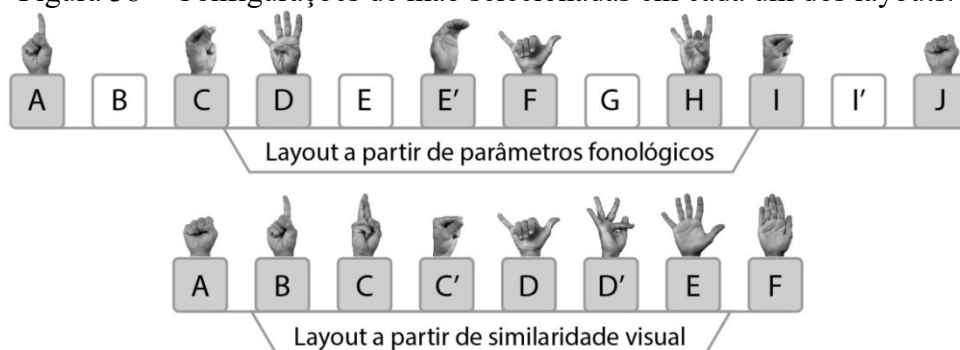 Figura 38 – Configurações de mão selecionadas em cada um dos layouts.
A B C D E E' F G H I I' J
Layout a partir de parâmetros fonológicos
A B C C' D D' E F
Layout a partir de similaridade visual